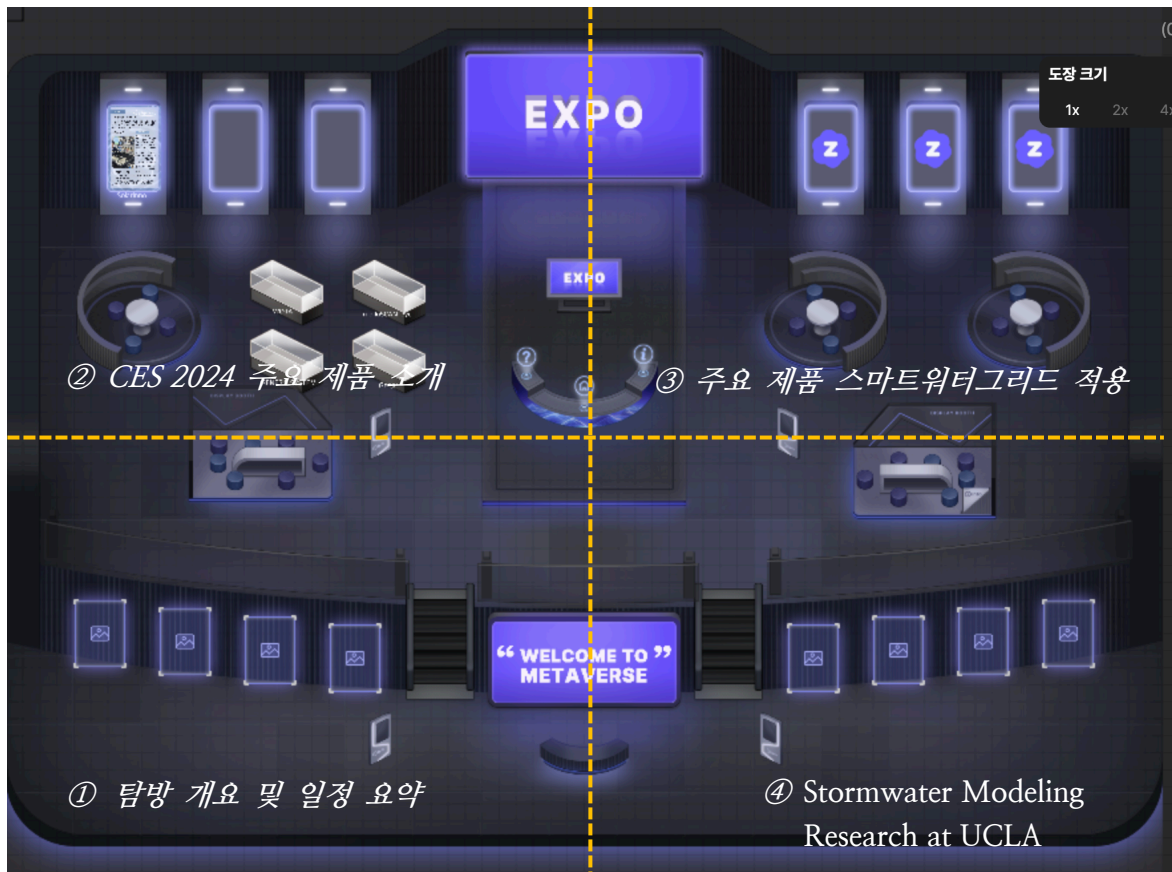 EXPO
(0
도장 크기
1x 2x 4x
Z Z Z
EXPO
? @ i
② CES 2024 주요 제품 소개
③ 주요 제품 스마트워터그리드 적용
“ WELCOME TO ”
METAVERSE
① 탐방 개요 및 일정 요약
④ Stormwater Modeling
Research at UCLA